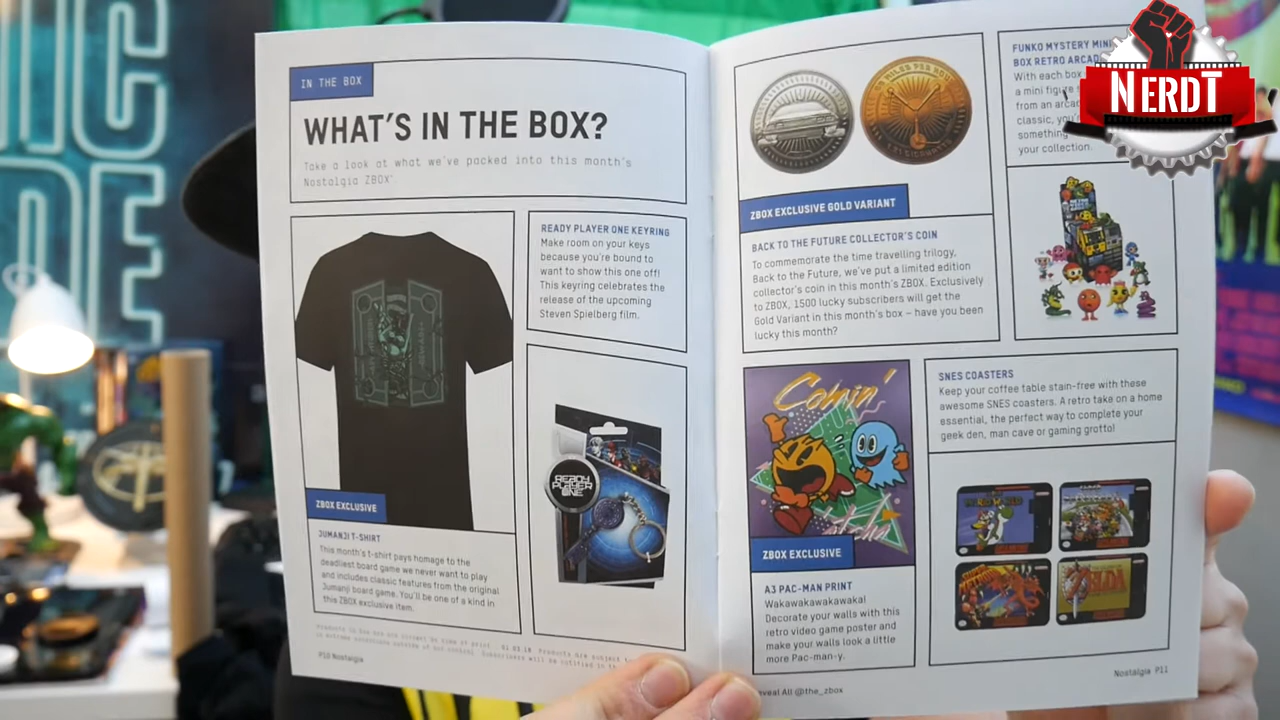 IN THE BOX
WHAT'S IN THE BOX?
Take a look at what we've packed into this month's
Nostalgia ZBOX
ZBOX EXCLUSIVE
JUMANJI T-SHIRT
This month's t-shirt pays homage to the
deadliest board game we never want to play
and includes classic features from the original
Jumanji board game. You'll be one of a kind in
this ZBOX exclusive item.
READY PLAYER ONE KEYRING
Make room on your keys
because you're bound to
want to show this one off!
This keyring celebrates the
release of the upcoming
Steven Spielberg film.
READY
PLAYER
ONE
P10 Nostalgia
ZBOX EXCLUSIVE GOLD VARIANT
BACK TO THE FUTURE COLLECTOR'S COIN
To commemorate the time travelling trilogy,
Back to the Future, we've put a limited edition
collector's coin in this month's ZBOX. Exclusively
to ZBOX, 1500 lucky subscribers will get the
Gold Variant in this month's box – have you been
lucky this month?
FUNKO MYSTERY MINI
BOX RETRO ARCAD
With each box
a mini figure
from an arca
classic, you'
something
your collection.
NERDT
Comin'
ZBOX EXCLUSIVE
A3 PAC-MAN PRINT
Wakawakawakawaka!
Decorate your walls with this
retro video game poster and
make your walls look a little
more Pac-man-y.
SNES COASTERS
Keep your coffee table stain-free with these
awesome SNES coasters. A retro take on a home
essential, the perfect way to complete your
geek den, man cave or gaming grotto!
ZELDA
eveal All @the_zbox
Nostalgia P11